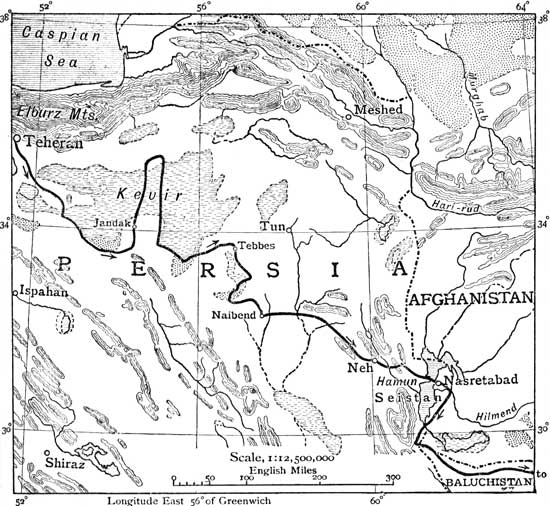 52° 56° 60° 64°
38° 38°
Caspian
Sea
Murghab
Elburz Mts.
Meshed
Teheran
Kevir
Hari-rud
34° Jandak Tun 34°
Tebbes
PERSIA
Ispahan
AFGHANISTAN
Naibend
Neh
Hamun
Nasretabad
Seistan
Hilmend
30° 30°
Shiraz
Scale, 1:12,500,000
English Miles
0 100 200 300
to
BALUCHISTAN
52° 60° 64°
Longitude East 56° of Greenwich